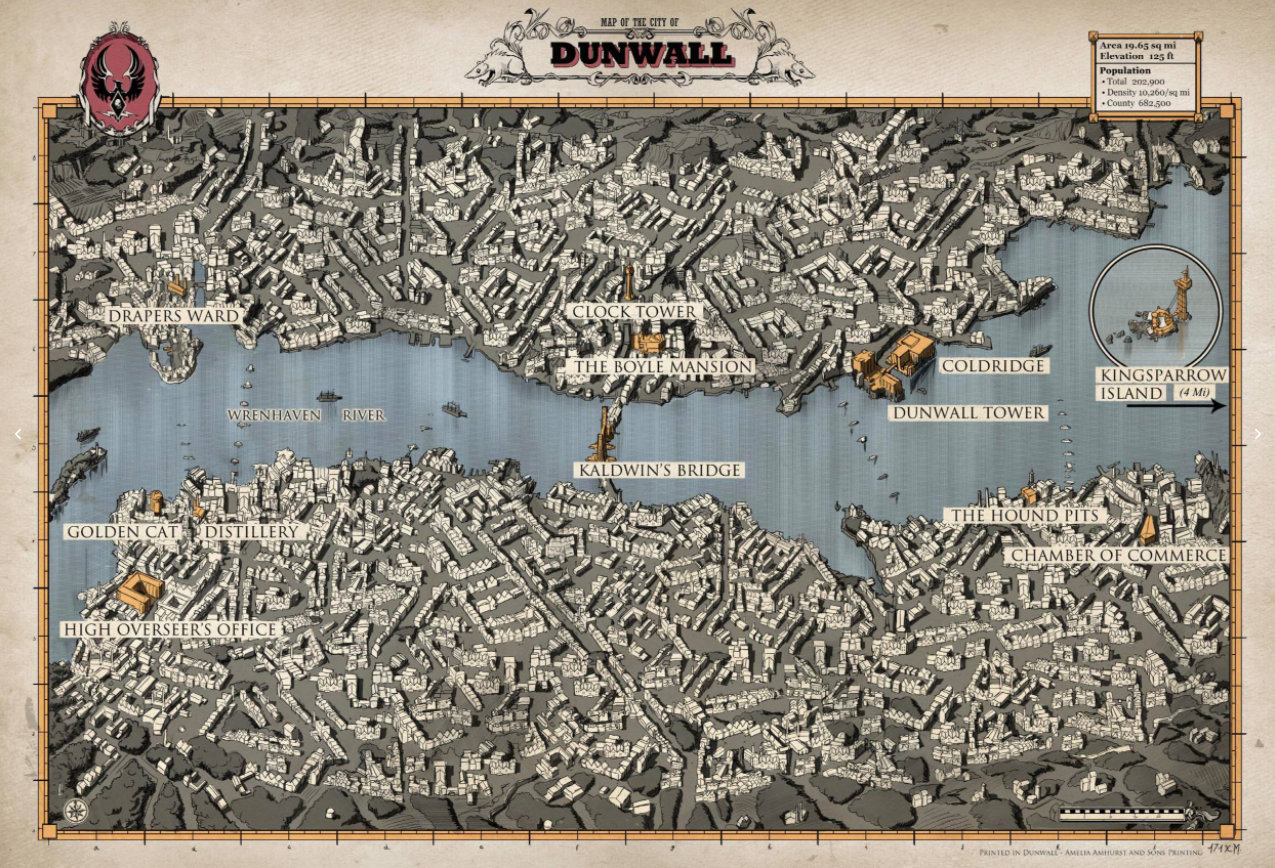 MAP OF THE CITY OF
DUNWALL
Area 19.65 sq mi
Elevation 125 ft
Population
• Total 202,900
• Density 10,260/sq mi
• County 682,500
DRAPERS WARD
CLOCK TOWER
THE BOYLE MANSION
COLDRIDGE
KINGSPARROW
ISLAND (4 Mi)
WRENHAVEN RIVER
DUNWALL TOWER
KALDWIN'S BRIDGE
GOLDEN CAT
DISTILLERY
THE HOUND PITS
CHAMBER OF COMMERCE
HIGH OVERSEER'S OFFICE
PRINTED IN DUNWALL - AMELIA AMHURST AND SONS PRINTING